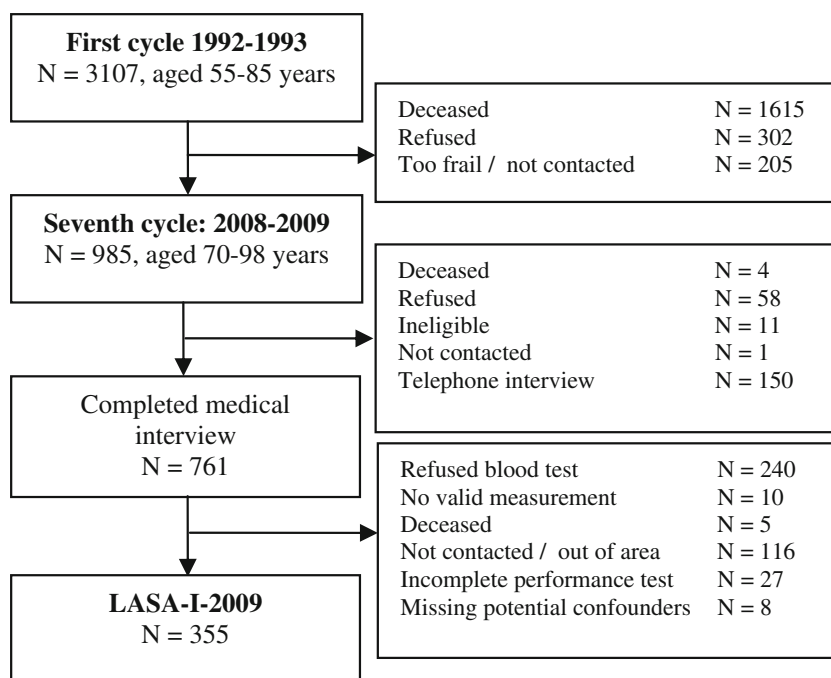 First cycle 1992-1993
N = 3107, aged 55-85 years
Deceased N = 1615
Refused N = 302
Too frail / not contacted N = 205
Seventh cycle: 2008-2009
N = 985, aged 70-98 years
Deceased N = 4
Refused N = 58
Ineligible N = 11
Not contacted N = 1
Telephone interview N = 150
Completed medical
interview
N = 761
Refused blood test N = 240
No valid measurement N = 10
Deceased N = 5
Not contacted / out of area N = 116
Incomplete performance test N = 27
Missing potential confounders N = 8
LASA-I-2009
N = 355